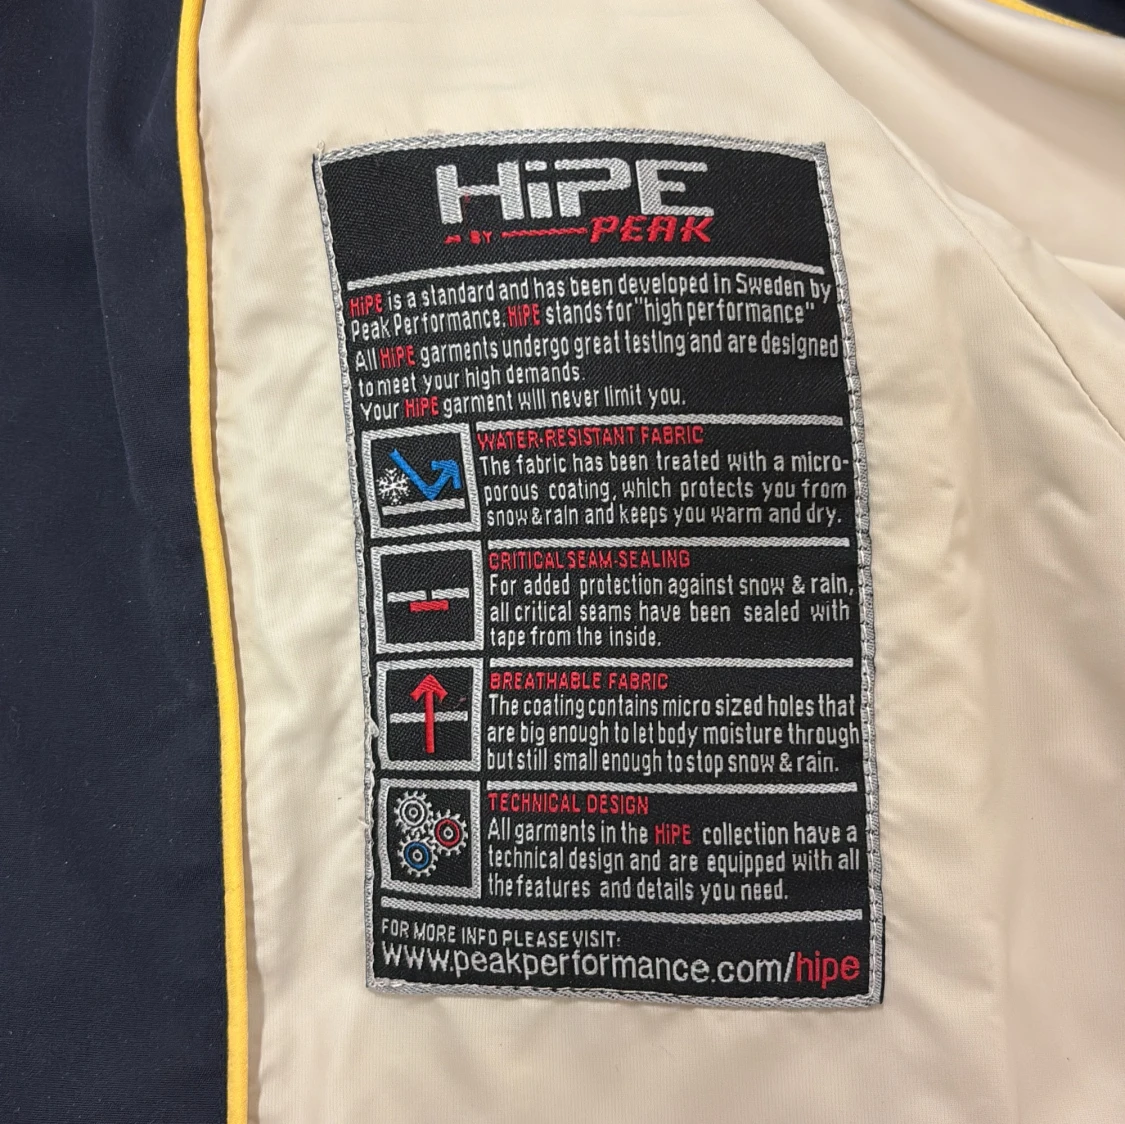 HiPE
BY PEAK
HiPE is a standard and has been developed in Sweden by
Peak Performance. HiPE stands for "high performance"
All HiPE garments undergo great testing and are designed
to meet your high demands.
Your HiPE garment will never limit you.
WATER-RESISTANT FABRIC
The fabric has been treated with a micro-
porous coating, which protects you from
snow & rain and keeps you warm and dry.
CRITICAL SEAM-SEALING
For added protection against snow & rain,
all critical seams have been sealed with
tape from the inside.
BREATHABLE FABRIC
The coating contains micro sized holes that
are big enough to let body moisture through
but still small enough to stop snow & rain.
TECHNICAL DESIGN
All garments in the HiPE collection have a
technical design and are equipped with all
the features and details you need.
FOR MORE INFO PLEASE VISIT:
www.peakperformance.com/hipe